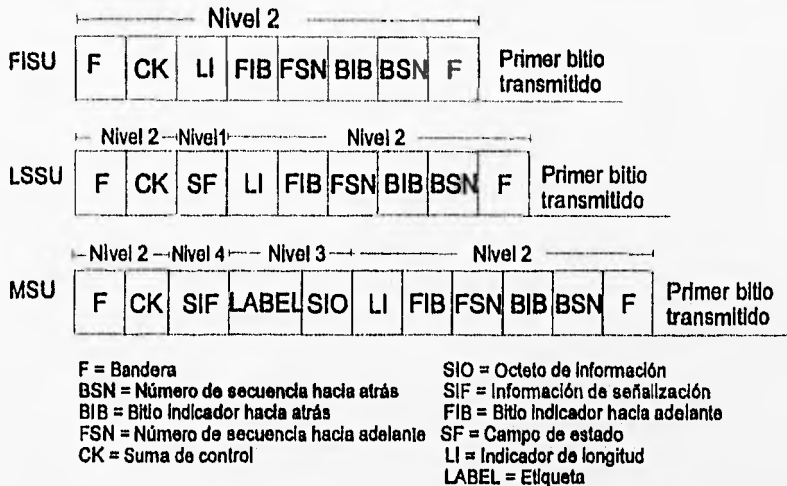 Nivel 2
FISU F CK LI FIB FSN BIB BSN F Primer bitio
transmitido
Nivel 2 Nivel1 Nivel 2
LSSU F CK SF LI FIB FSN BIB BSN F Primer bitio
transmitido
Nivel 2 Nivel 4 Nivel 3 Nivel 2
MSU F CK SIF LABEL SIO LI FIB FSN BIB BSN F Primer bitio
transmitido
F = Bandera
BSN = Número de secuencia hacia atrás
BIB = Bitio indicador hacia atrás
FSN = Número de secuencia hacia adelante
CK = Suma de control
SIO = Octeto de información
SIF = Información de señalización
FIB = Bitio indicador hacia adelante
SF = Campo de estado
LI = Indicador de longitud
LABEL = Etiqueta